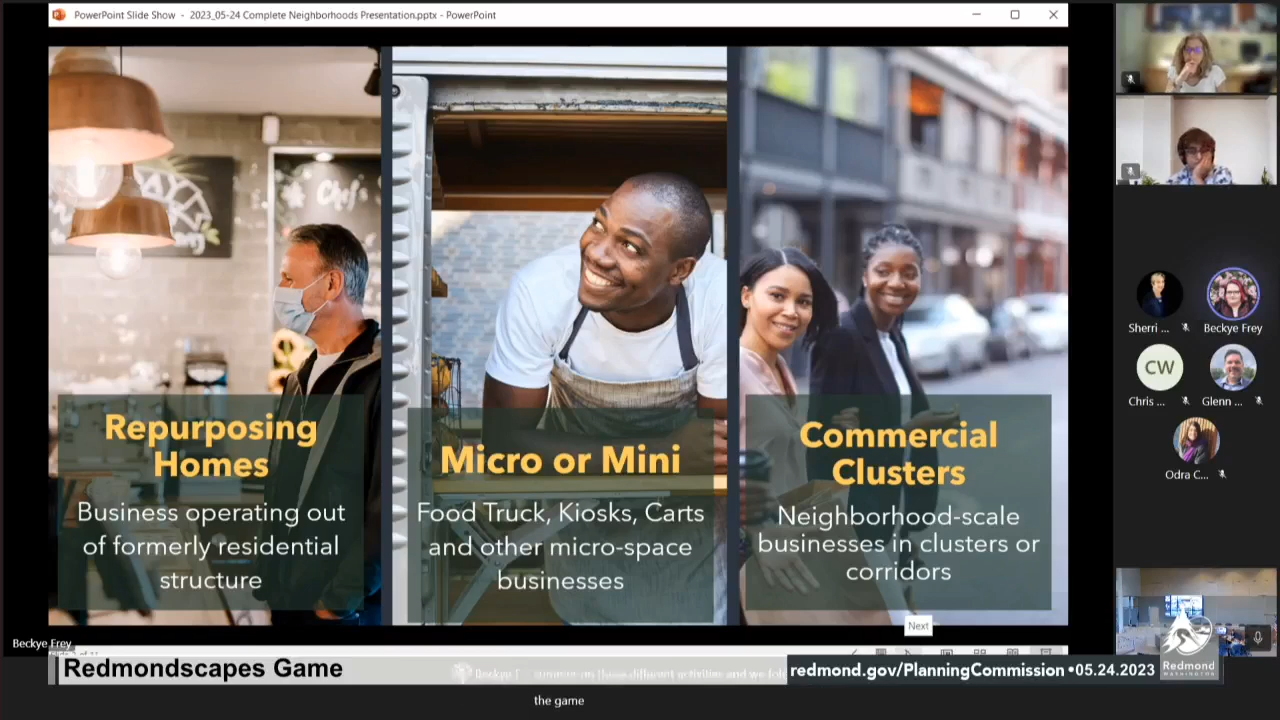 PowerPoint Slide Show - 2023_05-24 Complete Neighborhoods Presentation.pptx - PowerPoint
Chef's
Repurposing
Homes
Business operating out
of formerly residential
structure
Micro or Mini
Food Truck, Kiosks, Carts
and other micro-space
businesses
Commercial
Clusters
Neighborhood-scale
businesses in clusters or
corridors
Next
Sherri ...
Beckye Frey
CW
Chris ...
Glenn ...
Odra C...
Beckye Frey
Redmondscapes Game
redmond.gov/PlanningCommission •05.24.2023
Redmond
WASHINGTON
the game